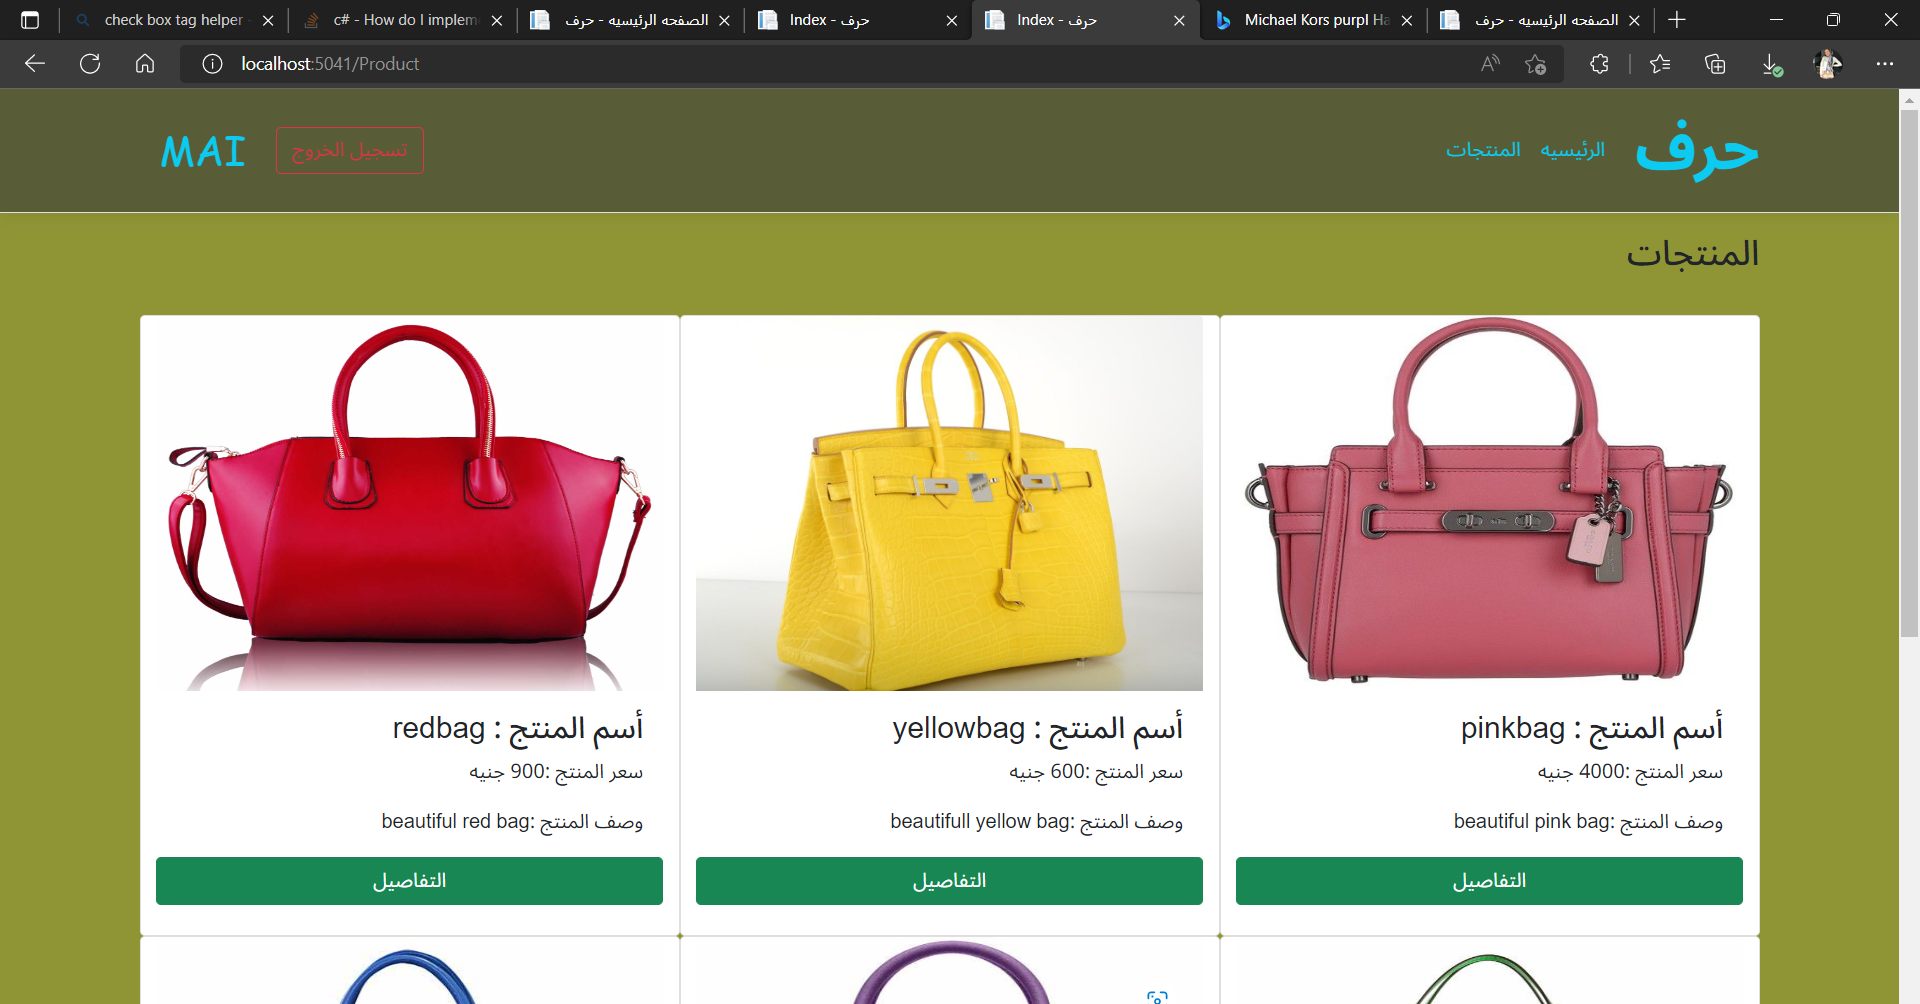 check box tag helper
c# - How do I implem
الصفحه الرئيسيه - حرف
Index - حرف
Index - حرف
Michael Kors purpl Ha
الصفحه الرئيسيه - حرف
localhost:5041/Product
حرف
الرئيسيه
المنتجات
تسجيل الخروج
MAI
المنتجات
أسم المنتج : pinkbag
سعر المنتج :4000 جنيه
وصف المنتج :beautiful pink bag
التفاصيل
أسم المنتج : yellowbag
سعر المنتج :600 جنيه
وصف المنتج :beautifull yellow bag
التفاصيل
أسم المنتج : redbag
سعر المنتج :900 جنيه
وصف المنتج :beautiful red bag
التفاصيل